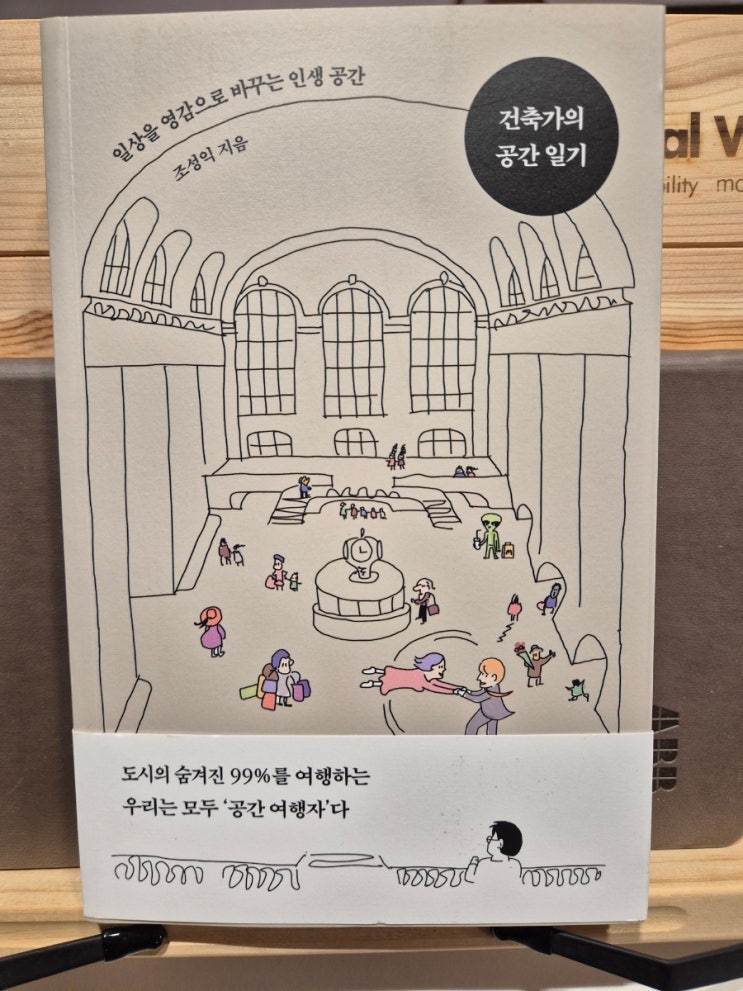 일상을 영감으로 바꾸는 인생 공간
조성익 지음
건축가의
공간 일기
도시의 숨겨진 99%를 여행하는
우리는 모두 ‘공간 여행자’다